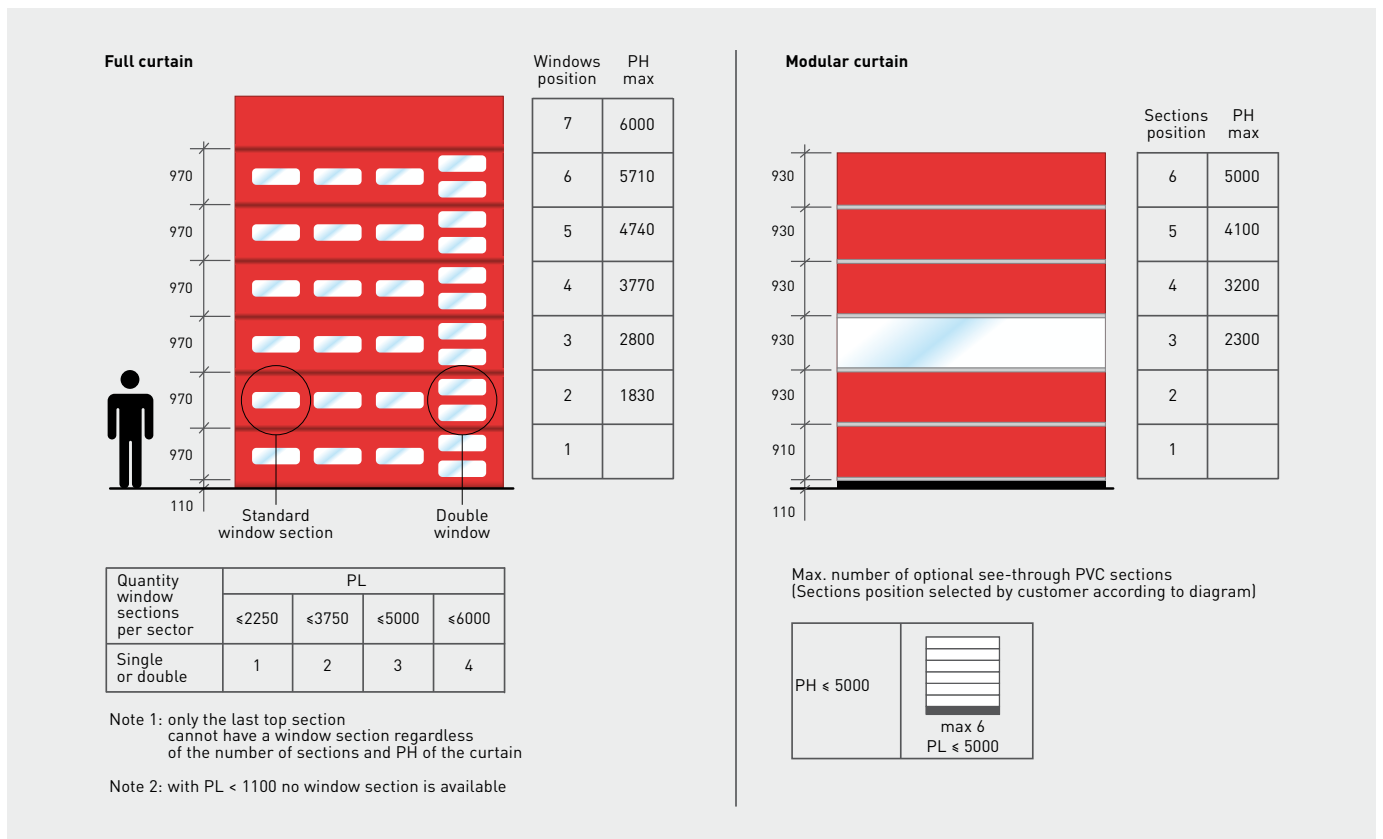 Full curtain
Windows position
PH max
7 6000
6 5710
5 4740
4 3770
3 2800
2 1830
1
970
970
970
970
970
970
110
Standard
window section
Double
window
Quantity
window
sections
per sector
PL
≤2250 ≤3750 ≤5000 ≤6000
Single
or double
1 2 3 4
Note 1: only the last top section
cannot have a window section regardless
of the number of sections and PH of the curtain
Note 2: with PL < 1100 no window section is available
Modular curtain
Sections position
PH max
6 5000
5 4100
4 3200
3 2300
2
1
930
930
930
930
930
910
110
Max. number of optional see-through PVC sections
(Sections position selected by customer according to diagram)
PH ≤ 5000
max 6
PL ≤ 5000